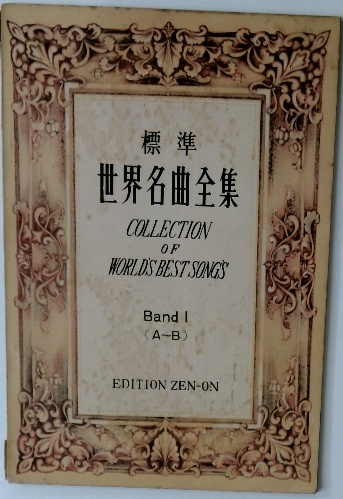 標準
世界名曲全集
COLLECTION
OF
WORLD'S BEST SONGS
Band I
(A~B)
EDITION ZEN-ON